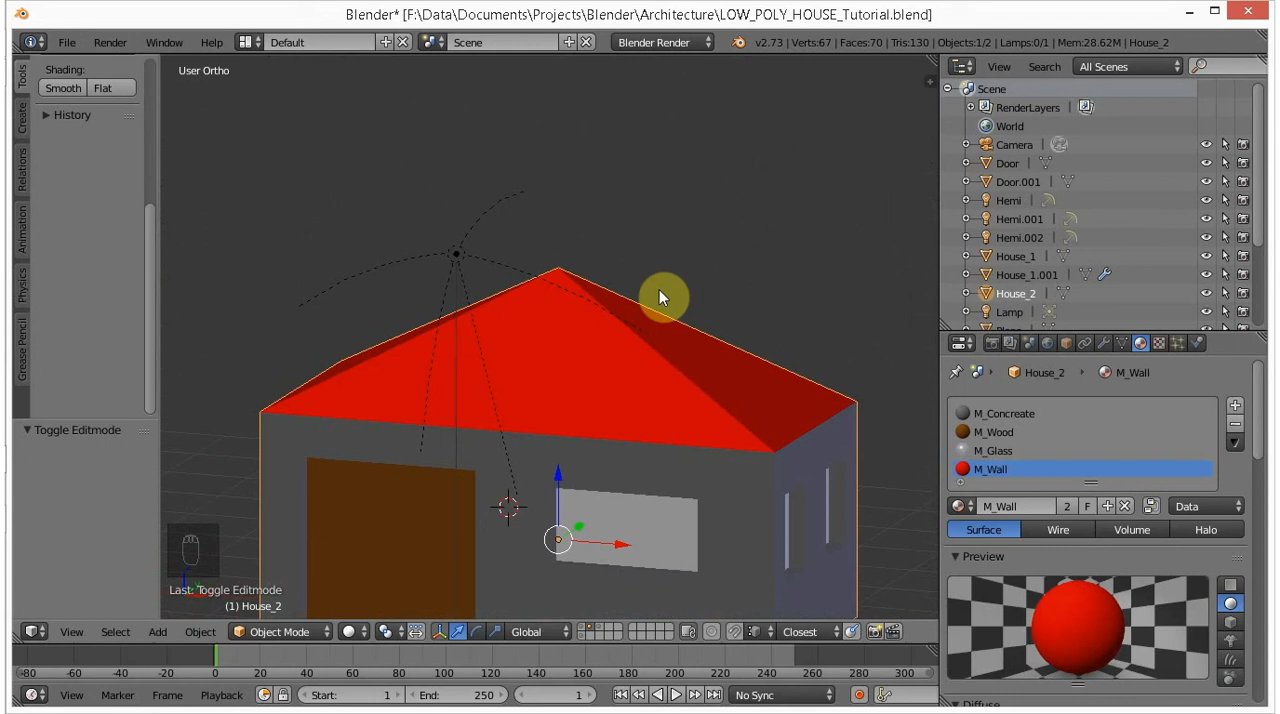 Blender* [F:\Data\Documents\Projects\Blender\Architecture\LOW_POLY_HOUSE_Tutorial.blend]
File Render Window Help Default Scene Blender Render v2.73 | Verts:67 | Faces:70 | Tris:130 | Objects:1/2 | Lamps:0/1 | Mem:28.62M | House_2
Shading:
Smooth Flat
History
Tools
Create
Relations
Animation
Physics
Grease Pencil
Toggle Editmode
User Ortho
Last: Toggle Editmode
(1) House_2
View Select Add Object Object Mode Global Closest
-80 -60 -40 -20 0 20 40 60 80 100 120 140 160 180 200 220 240 260 280 300
View Marker Frame Playback Start: 1 End: 250 1 No Sync
View Search All Scenes
Scene
RenderLayers
World
Camera
Door
Door.001
Hemi
Hemi.001
Hemi.002
House_1
House_1.001
House_2
Lamp
House_2 M_Wall
M_Concreate
M_Wood
M_Glass
M_Wall
M_Wall 2 F Data
Surface Wire Volume Halo
Preview
Diffuse